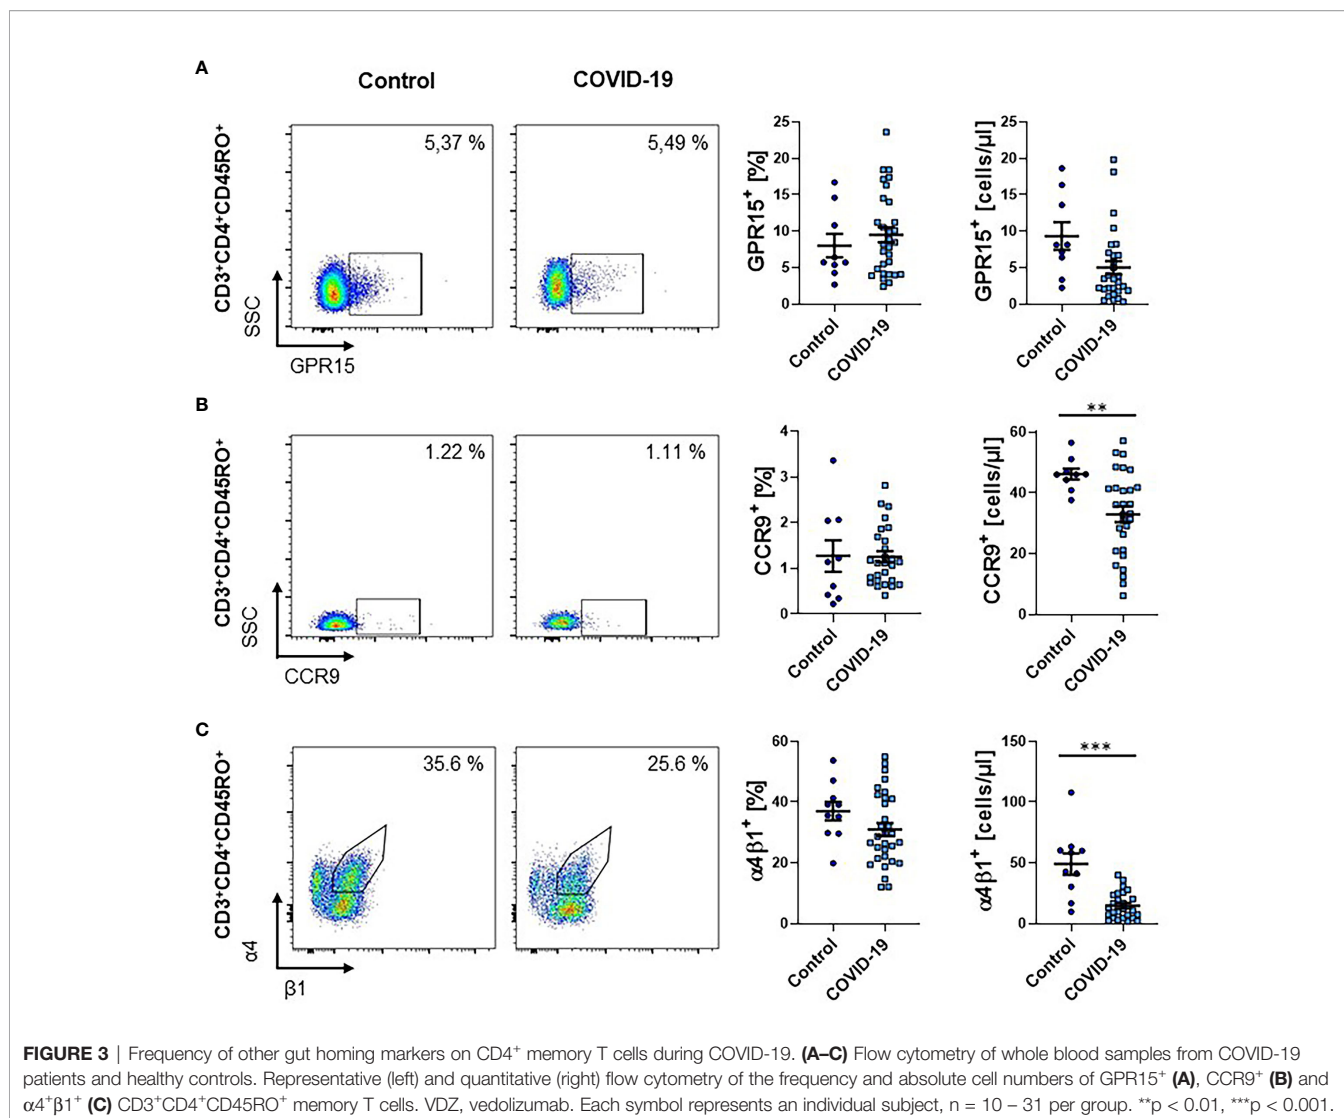 A
Control
COVID-19
CD3⁺CD4⁺CD45RO⁺
SSC
5,37 %
5,49 %
GPR15
GPR15⁺ [%]
25
20
15
10
5
0
Control
COVID-19
GPR15⁺ [cells/µl]
25
20
15
10
5
0
Control
COVID-19
B
CD3⁺CD4⁺CD45RO⁺
SSC
1.22 %
1.11 %
CCR9
CCR9⁺ [%]
4
3
2
1
0
Control
COVID-19
CCR9⁺ [cells/µl]
60
40
20
0
**
Control
COVID-19
C
CD3⁺CD4⁺CD45RO⁺
α4
35.6 %
25.6 %
β1
α4β1⁺ [%]
60
40
20
0
Control
COVID-19
α4β1⁺ [cells/µl]
150
100
50
0
***
Control
COVID-19
FIGURE 3 | Frequency of other gut homing markers on CD4⁺ memory T cells during COVID-19. (A–C) Flow cytometry of whole blood samples from COVID-19
patients and healthy controls. Representative (left) and quantitative (right) flow cytometry of the frequency and absolute cell numbers of GPR15⁺ (A), CCR9⁺ (B) and
α4⁺β1⁺ (C) CD3⁺CD4⁺CD45RO⁺ memory T cells. VDZ, vedolizumab. Each symbol represents an individual subject, n = 10 – 31 per group. **p < 0.01, ***p < 0.001.